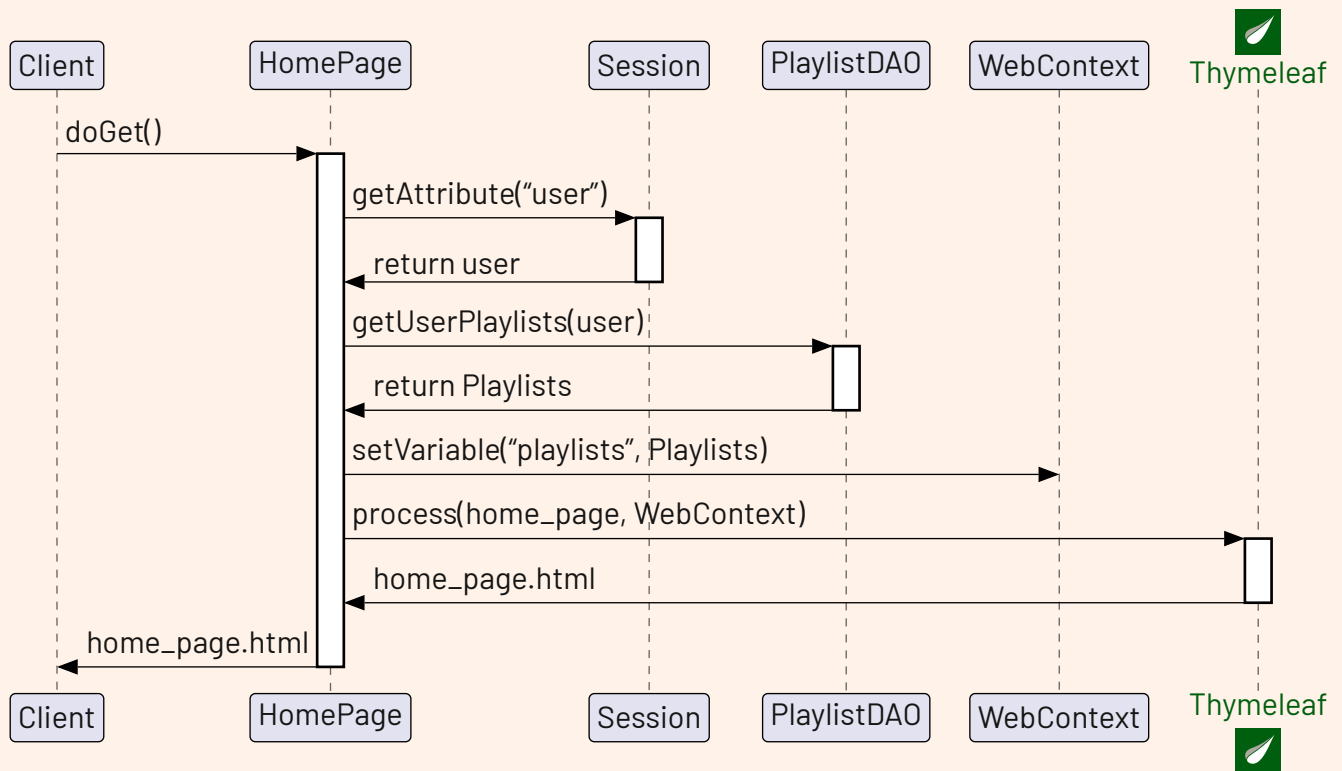 Client
HomePage
Session
PlaylistDAO
WebContext
Thymeleaf
doGet()
getAttribute(“user”)
return user
getUserPlaylists(user)
return Playlists
setVariable(“playlists”, Playlists)
process(home_page, WebContext)
home_page.html
home_page.html
Client
HomePage
Session
PlaylistDAO
WebContext
Thymeleaf